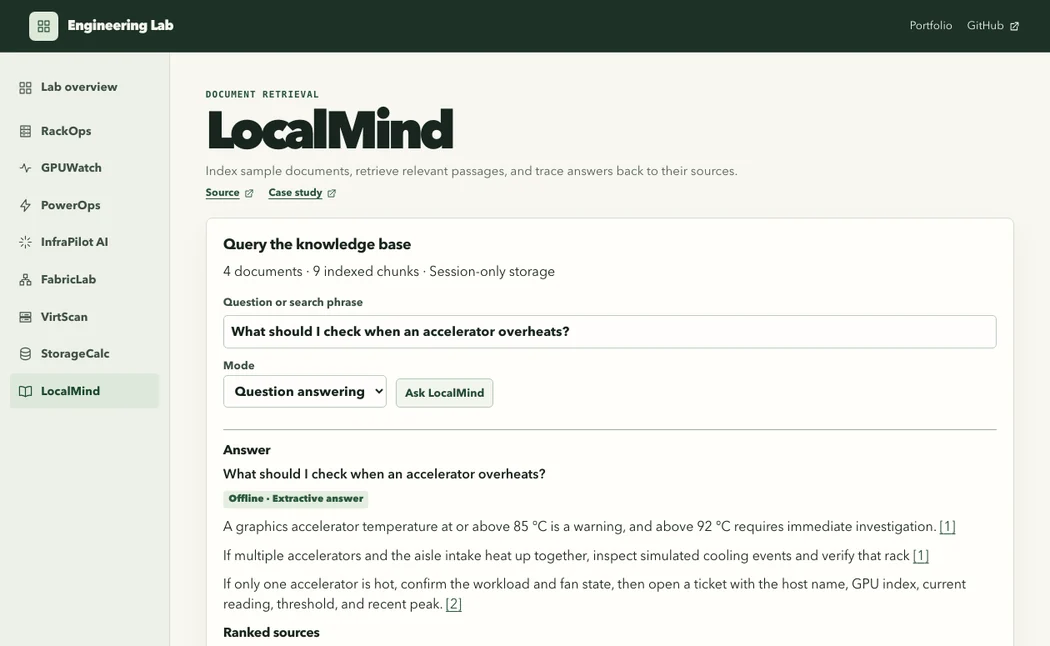 Engineering Lab
Portfolio
GitHub
Lab overview
RackOps
GPUWatch
PowerOps
InfraPilot AI
FabricLab
VirtScan
StorageCalc
LocalMind
DOCUMENT RETRIEVAL
LocalMind
Index sample documents, retrieve relevant passages, and trace answers back to their sources.
Source
Case study
Query the knowledge base
4 documents · 9 indexed chunks · Session-only storage
Question or search phrase
What should I check when an accelerator overheats?
Mode
Question answering
Ask LocalMind
Answer
What should I check when an accelerator overheats?
Offline · Extractive answer
A graphics accelerator temperature at or above 85 °C is a warning, and above 92 °C requires immediate investigation. [1]
If multiple accelerators and the aisle intake heat up together, inspect simulated cooling events and verify that rack [1]
If only one accelerator is hot, confirm the workload and fan state, then open a ticket with the host name, GPU index, current
reading, threshold, and recent peak. [2]
Ranked sources